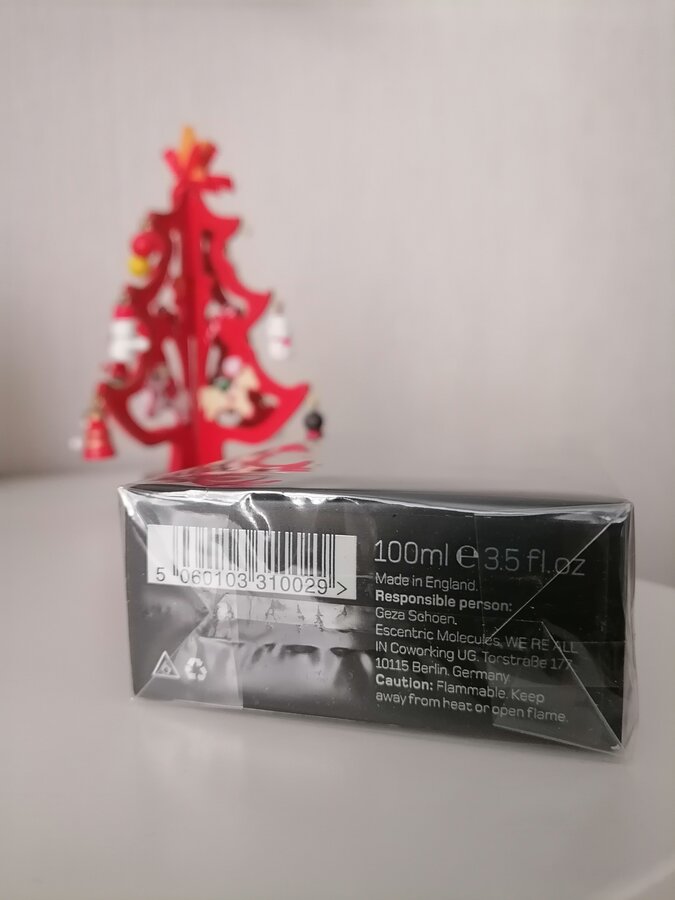 5 060103 310029 >
100ml ℮ 3.5 fl.oz
Made in England.
Responsible person:
Geza Schoen.
Escentric Molecules, WE RE ALL
IN Coworking UG. Torstraße 177
10115 Berlin. Germany
Caution: Flammable. Keep
away from heat or open flame.